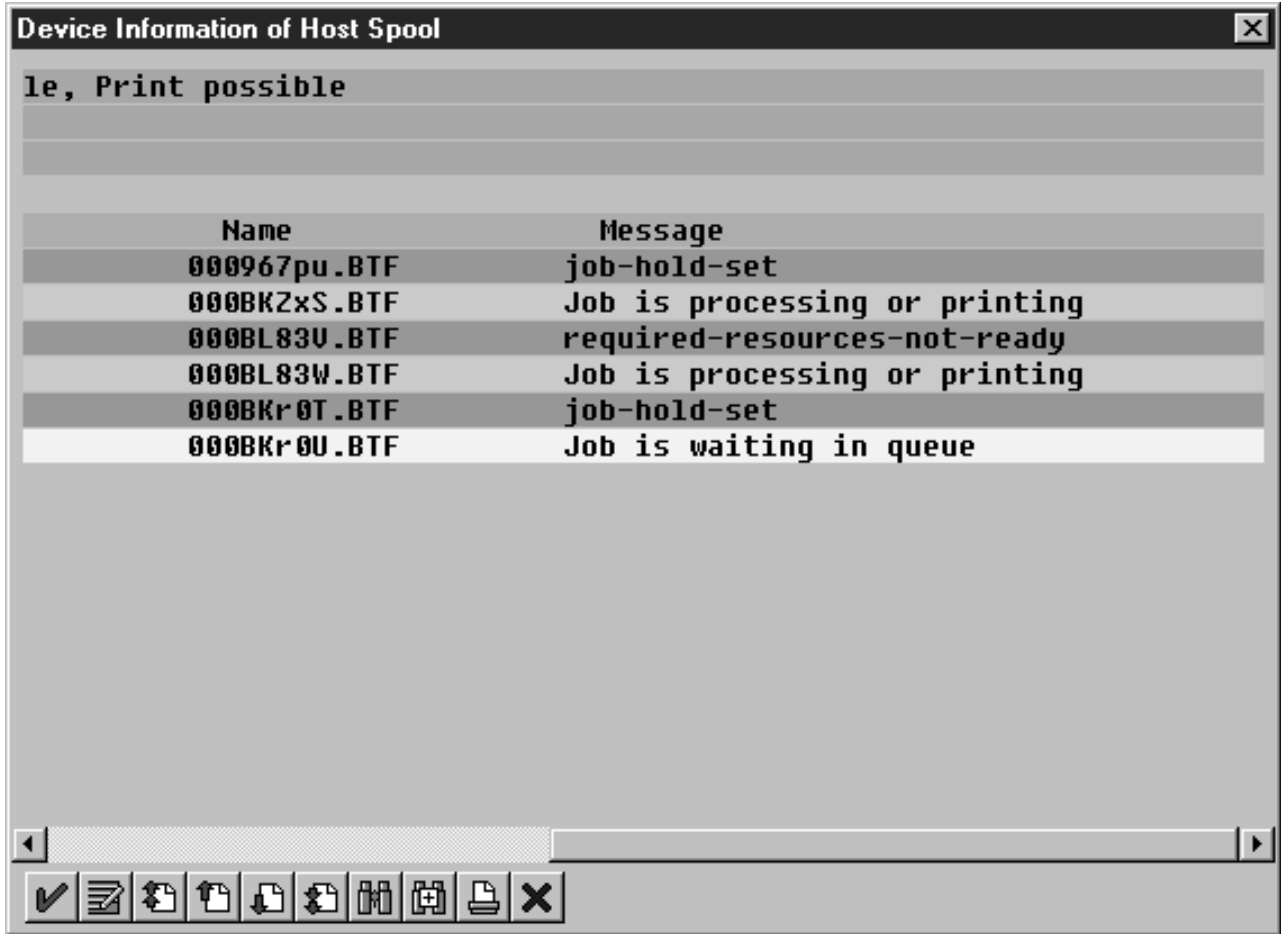 Device Information of Host Spool
le, Print possible
Name Message
000967pu.BTF job-hold-set
000BKZxS.BTF Job is processing or printing
000BL83V.BTF required-resources-not-ready
000BL83W.BTF Job is processing or printing
000BKr0T.BTF job-hold-set
000BKr0U.BTF Job is waiting in queue